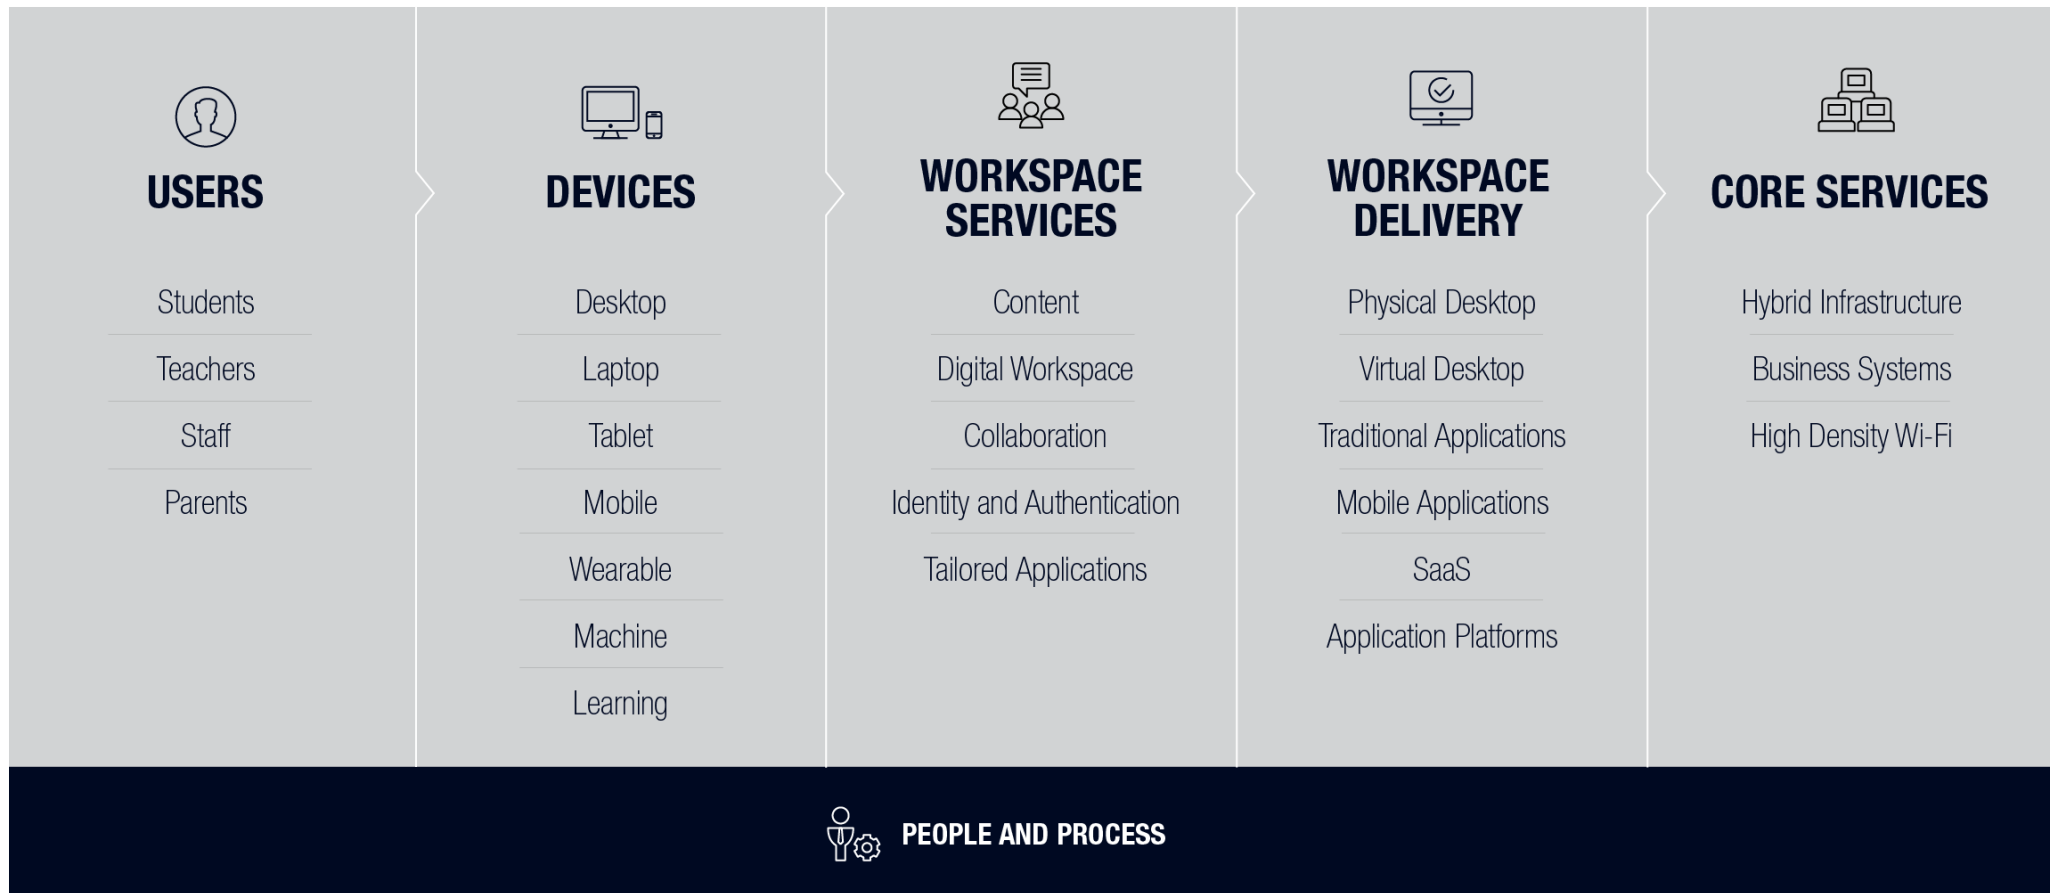 USERS
Students
Teachers
Staff
Parents
DEVICES
Desktop
Laptop
Tablet
Mobile
Wearable
Machine
Learning
WORKSPACE
SERVICES
Content
Digital Workspace
Collaboration
Identity and Authentication
Tailored Applications
WORKSPACE
DELIVERY
Physical Desktop
Virtual Desktop
Traditional Applications
Mobile Applications
SaaS
Application Platforms
CORE SERVICES
Hybrid Infrastructure
Business Systems
High Density Wi-Fi
PEOPLE AND PROCESS